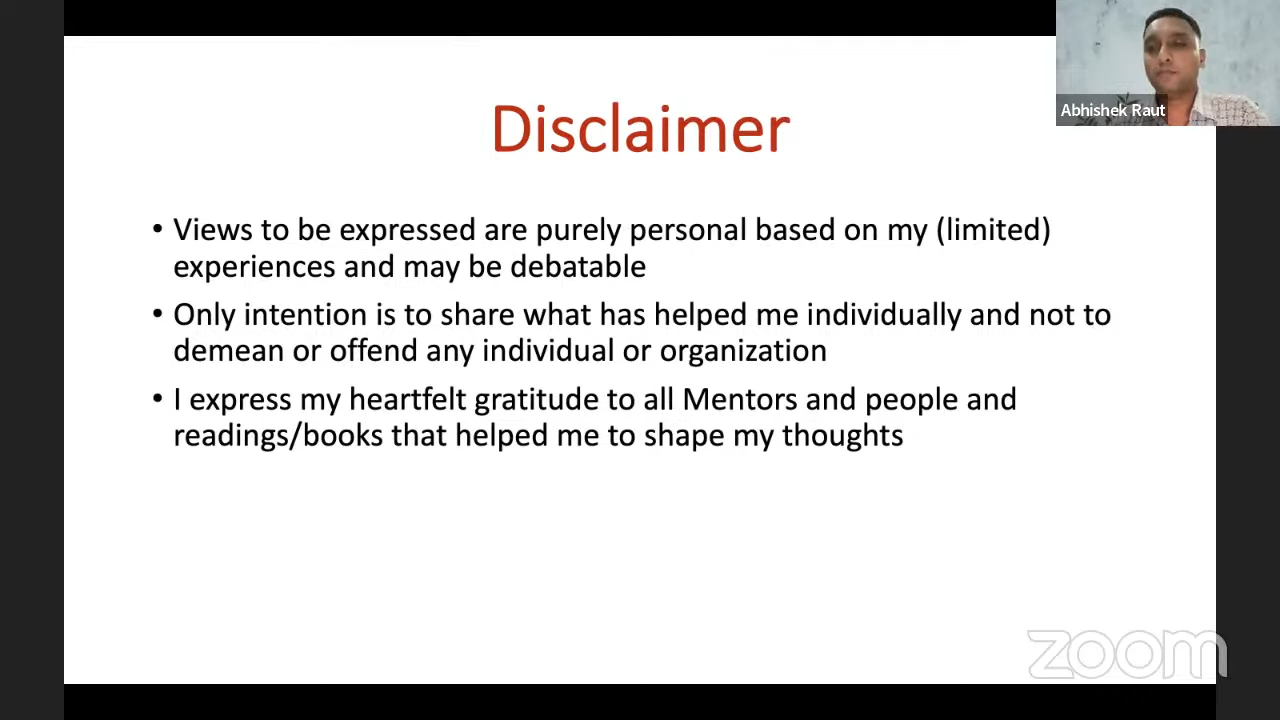 Abhishek Raut
Disclaimer
• Views to be expressed are purely personal based on my (limited)
experiences and may be debatable
• Only intention is to share what has helped me individually and not to
demean or offend any individual or organization
• I express my heartfelt gratitude to all Mentors and people and
readings/books that helped me to shape my thoughts
zoom